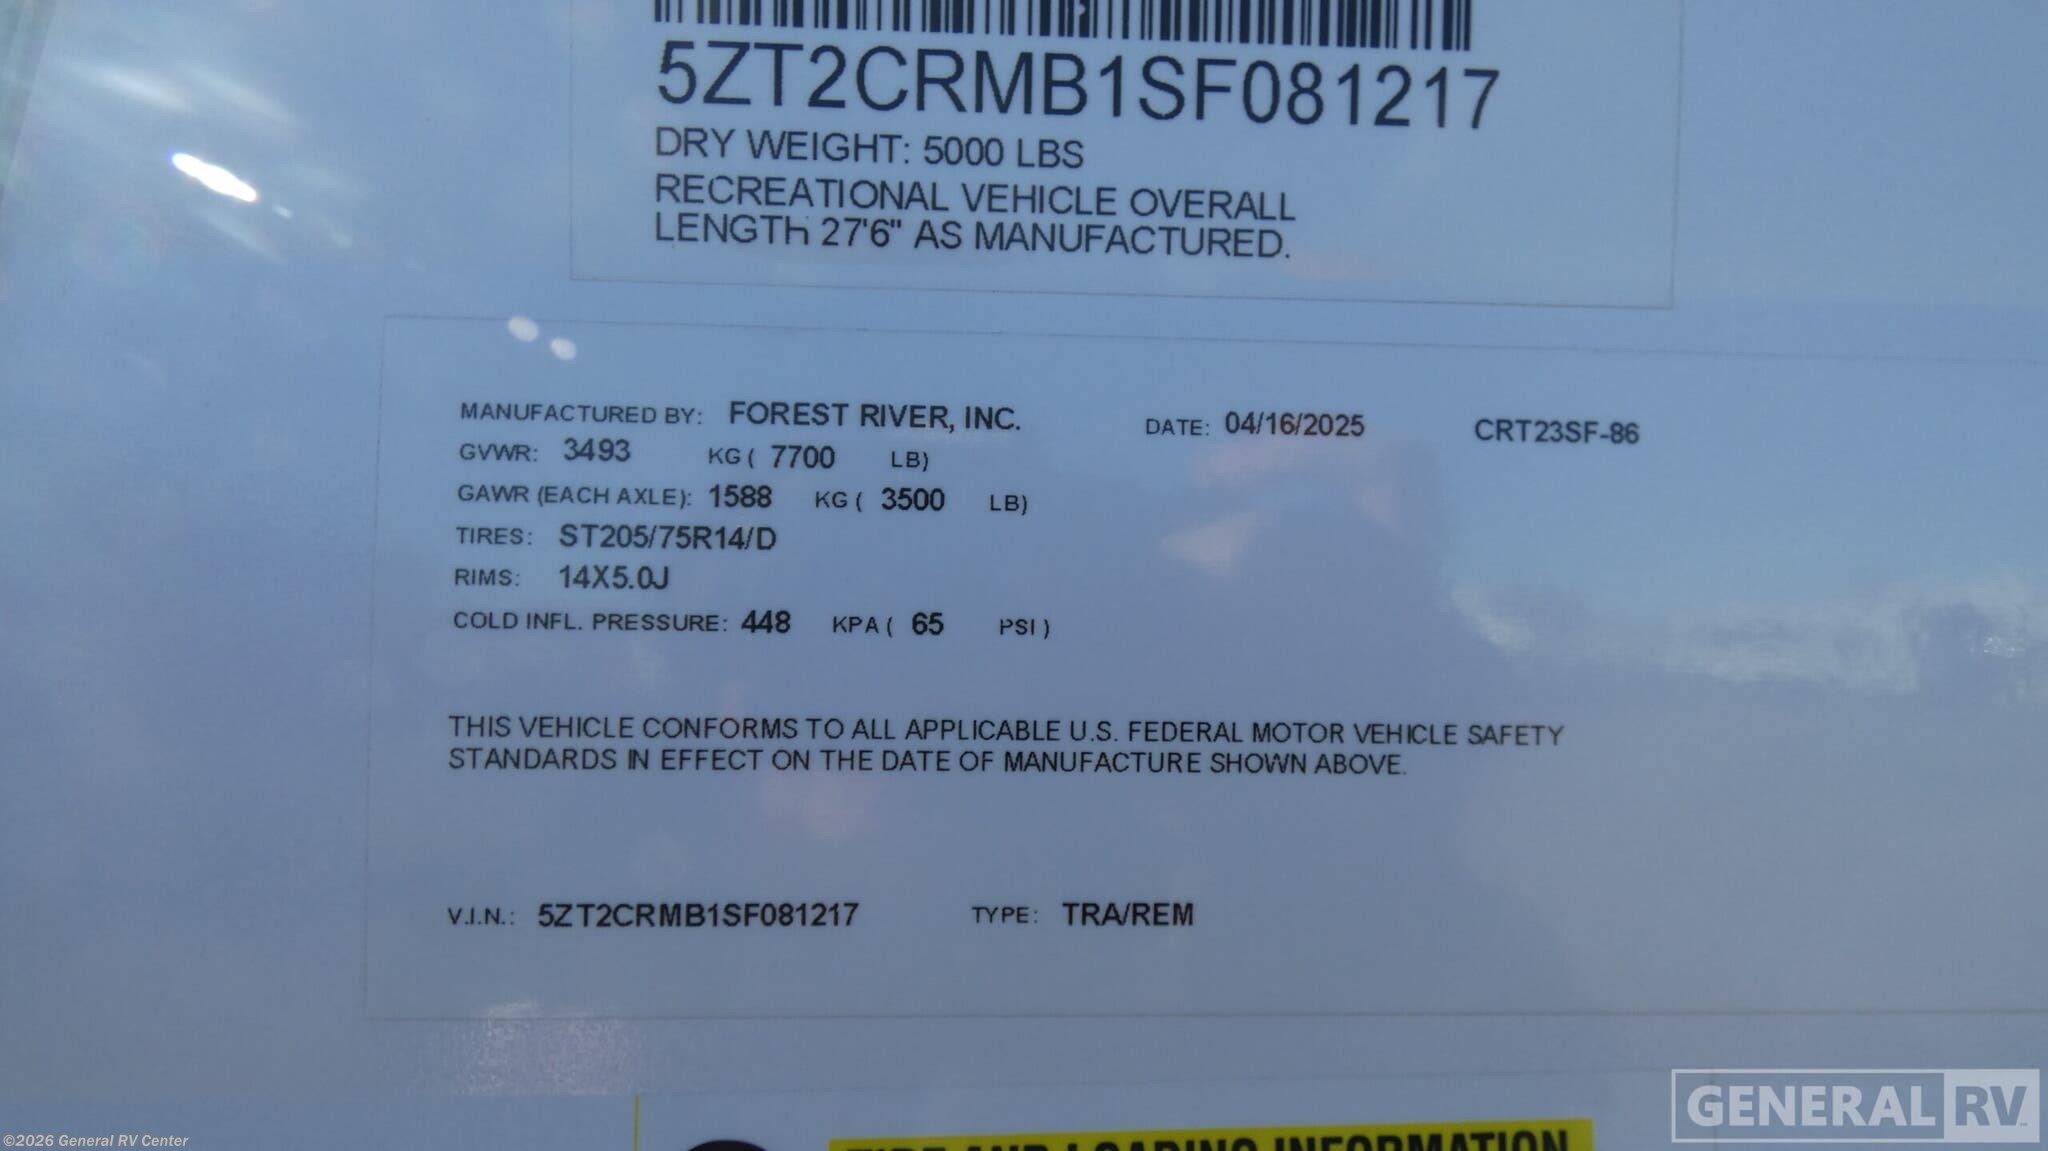 5ZT2CRMB1SF081217
DRY WEIGHT: 5000 LBS
RECREATIONAL VEHICLE OVERALL
LENGTH 27'6" AS MANUFACTURED.
MANUFACTURED BY: FOREST RIVER, INC. DATE: 04/16/2025 CRT23SF-86
GVWR: 3493 KG ( 7700 LB)
GAWR (EACH AXLE): 1588 KG ( 3500 LB)
TIRES: ST205/75R14/D
RIMS: 14X5.0J
COLD INFL. PRESSURE: 448 KPA ( 65 PSI )
THIS VEHICLE CONFORMS TO ALL APPLICABLE U.S. FEDERAL MOTOR VEHICLE SAFETY
STANDARDS IN EFFECT ON THE DATE OF MANUFACTURE SHOWN ABOVE.
V.I.N.: 5ZT2CRMB1SF081217 TYPE: TRA/REM
TIRE AND LOADING INFORMATION
GENERAL RV
©2026 General RV Center